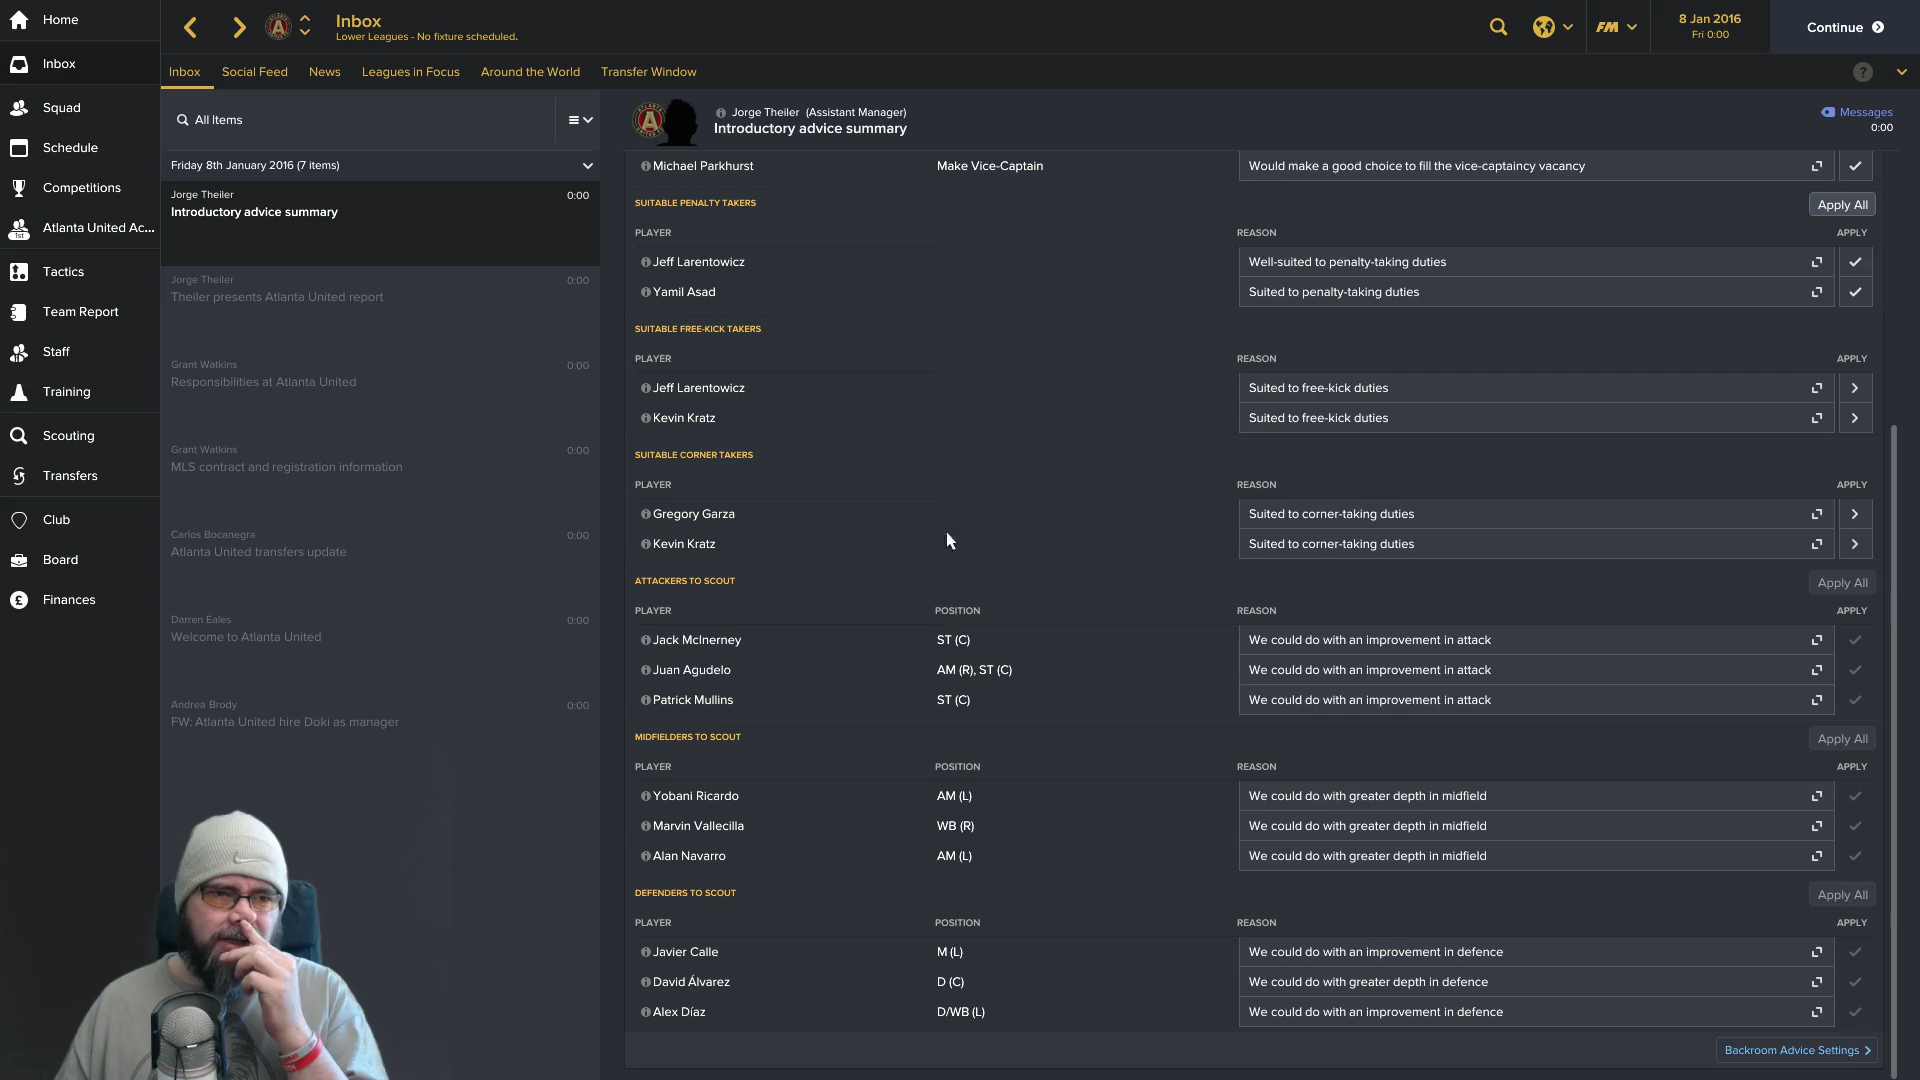 Home
Inbox
Squad
Schedule
Competitions
Atlanta United Ac...
1st
Tactics
Team Report
Staff
Training
Scouting
Transfers
Club
Board
Finances
Inbox
Lower Leagues - No fixture scheduled.
FM
8 Jan 2016
Fri 0:00
Continue
Inbox Social Feed News Leagues in Focus Around the World Transfer Window
?
All Items
Friday 8th January 2016 (7 items)
Jorge Theiler 0:00
Introductory advice summary
Jorge Theiler 0:00
Theiler presents Atlanta United report
Grant Watkins 0:00
Responsibilities at Atlanta United
Grant Watkins 0:00
MLS contract and registration information
Carlos Bocanegra 0:00
Atlanta United transfers update
Darren Eales 0:00
Welcome to Atlanta United
Andrea Brody 0:00
FW: Atlanta United hire Doki as manager
Jorge Theiler (Assistant Manager)
Introductory advice summary
Messages
0:00
Michael Parkhurst Make Vice-Captain Would make a good choice to fill the vice-captaincy vacancy
SUITABLE PENALTY TAKERS Apply All
PLAYER REASON APPLY
Jeff Larentowicz Well-suited to penalty-taking duties
Yamil Asad Suited to penalty-taking duties
SUITABLE FREE-KICK TAKERS
PLAYER REASON APPLY
Jeff Larentowicz Suited to free-kick duties
Kevin Kratz Suited to free-kick duties
SUITABLE CORNER TAKERS
PLAYER REASON APPLY
Gregory Garza Suited to corner-taking duties
Kevin Kratz Suited to corner-taking duties
ATTACKERS TO SCOUT Apply All
PLAYER POSITION REASON APPLY
Jack McInerney ST (C) We could do with an improvement in attack
Juan Agudelo AM (R), ST (C) We could do with an improvement in attack
Patrick Mullins ST (C) We could do with an improvement in attack
MIDFIELDERS TO SCOUT Apply All
PLAYER POSITION REASON APPLY
Yobani Ricardo AM (L) We could do with greater depth in midfield
Marvin Vallecilla WB (R) We could do with greater depth in midfield
Alan Navarro AM (L) We could do with greater depth in midfield
DEFENDERS TO SCOUT Apply All
PLAYER POSITION REASON APPLY
Javier Calle M (L) We could do with an improvement in defence
David Álvarez D (C) We could do with greater depth in defence
Alex Díaz D/WB (L) We could do with an improvement in defence
Backroom Advice Settings